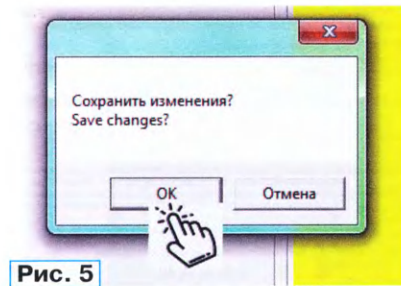 Сохранить изменения?
Save changes?
OK
Отмена
Рис. 5